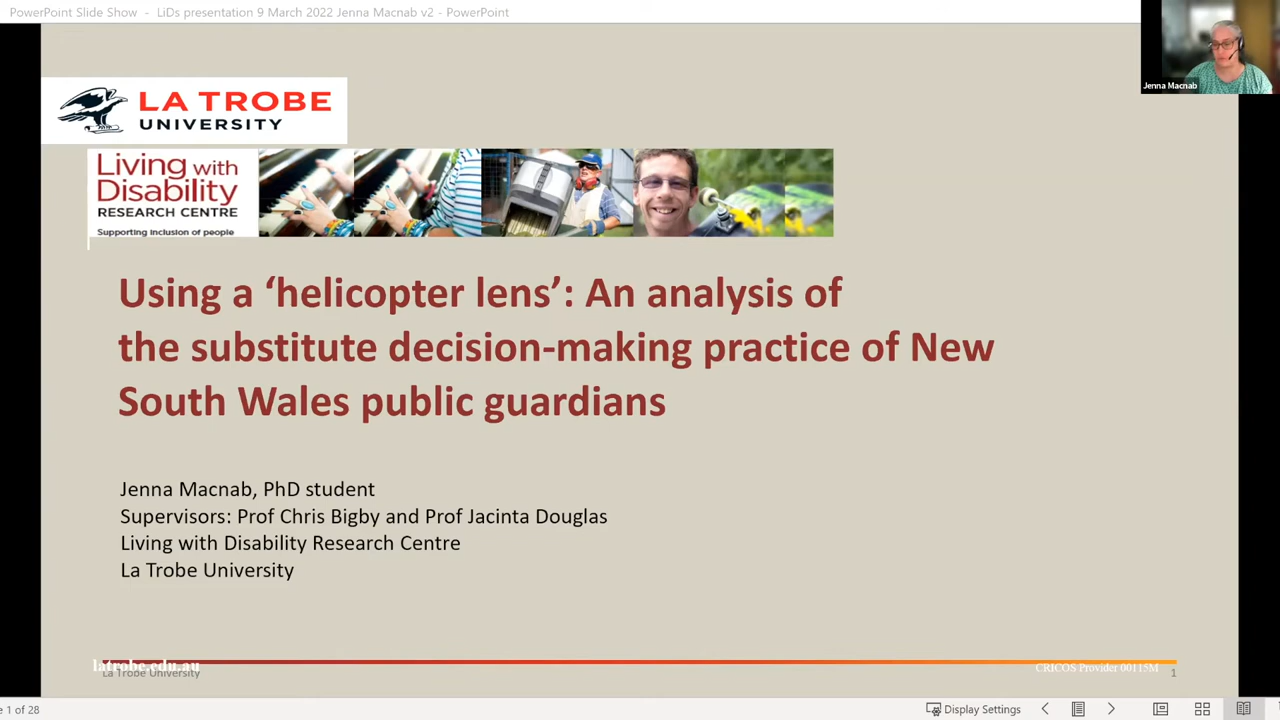 PowerPoint Slide Show - LiDs presentation 9 March 2022 Jenna Macnab v2 - PowerPoint
Jenna Macnab
LA TROBE
UNIVERSITY
Living with
Disability
RESEARCH CENTRE
Supporting inclusion of people
Using a ‘helicopter lens’: An analysis of
the substitute decision-making practice of New
South Wales public guardians
Jenna Macnab, PhD student
Supervisors: Prof Chris Bigby and Prof Jacinta Douglas
Living with Disability Research Centre
La Trobe University
latrobe.edu.au
La Trobe University
CRICOS Provider 00115M
1
e 1 of 28
Display Settings